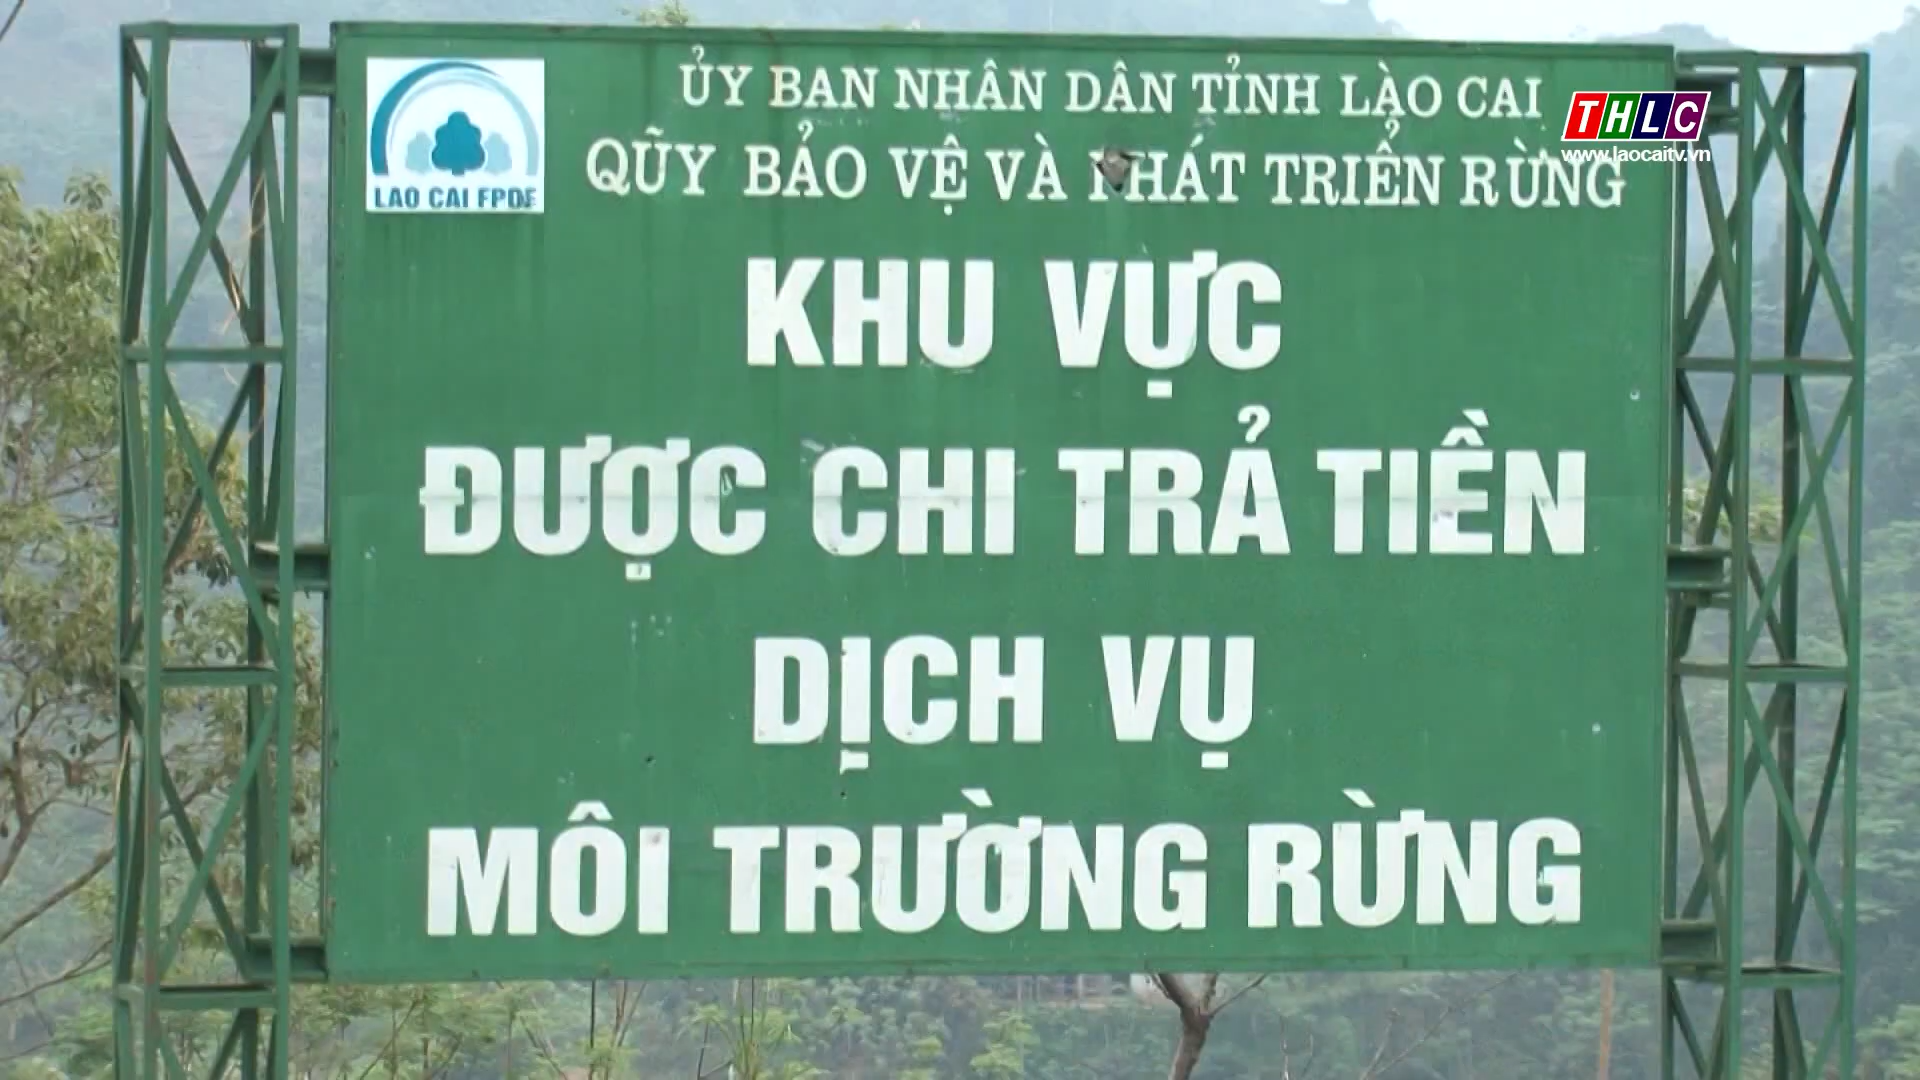 ỦY BAN NHÂN DÂN TỈNH LÀO CAI
QŨY BẢO VỆ VÀ PHÁT TRIỂN RỪNG
LAO CAI FPDF
THLC
www.laocaitv.vn
KHU VỰC
ĐƯỢC CHI TRẢ TIỀN
DỊCH VỤ
MÔI TRƯỜNG RỪNG